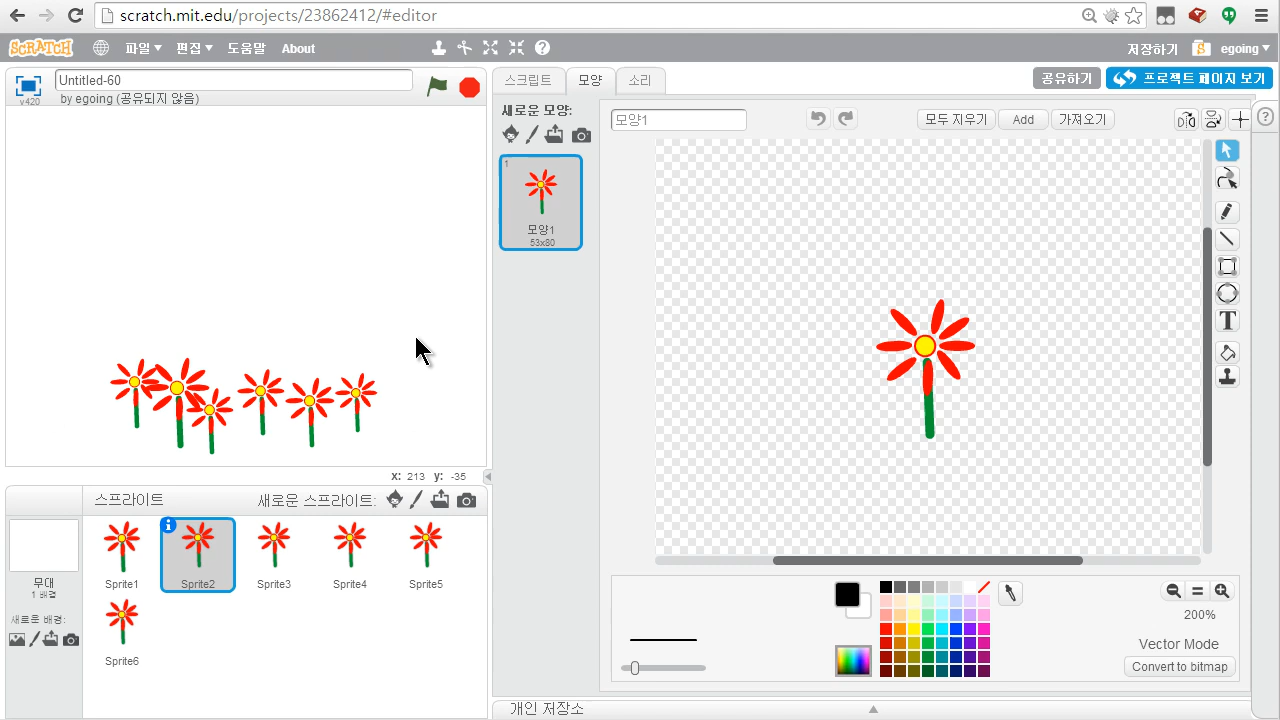 scratch.mit.edu/projects/23862412/#editor
SCRATCH 파일 편집 도움말 About 저장하기 egoing
v420 Untitled-60
by egoing (공유되지 않음)
스크립트 모양 소리 공유하기 프로젝트 페이지 보기
새로운 모양:
모양1 모두 지우기 Add 가져오기
1
모양1
53x80
T
x: 213 y: -35
스프라이트 새로운 스프라이트:
Sprite1 Sprite2 Sprite3 Sprite4 Sprite5
무대
1 배경
새로운 배경:
Sprite6
200%
Vector Mode
Convert to bitmap
개인 저장소